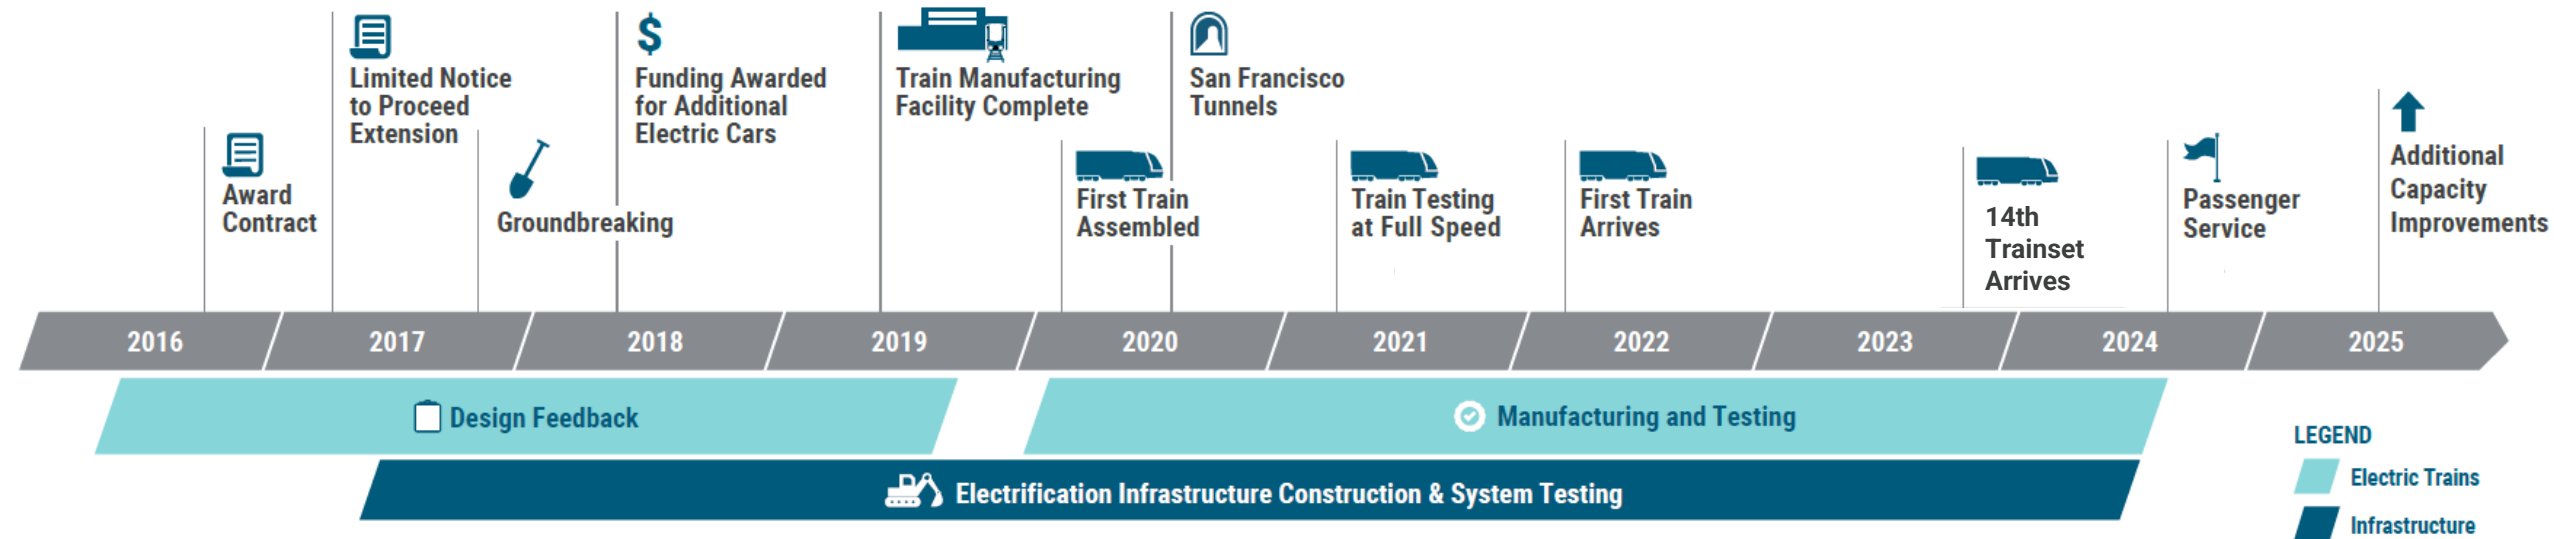 Limited Notice
to Proceed
Extension
Funding Awarded
for Additional
Electric Cars
Train Manufacturing
Facility Complete
San Francisco
Tunnels
Award
Contract
Groundbreaking
First Train
Assembled
Train Testing
at Full Speed
First Train
Arrives
14th
Trainset
Arrives
Passenger
Service
Additional
Capacity
Improvements
2016
2017
2018
2019
2020
2021
2022
2023
2024
2025
Design Feedback
Manufacturing and Testing
Electrification Infrastructure Construction & System Testing
LEGEND
Electric Trains
Infrastructure